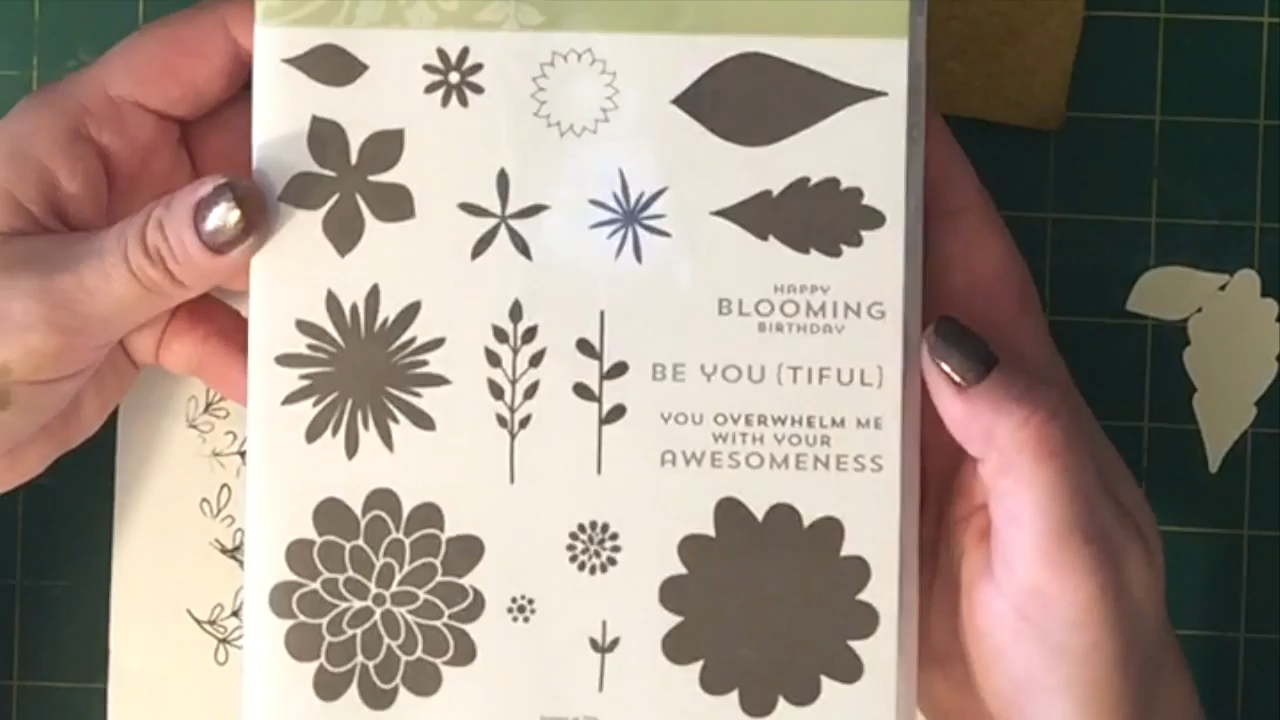 HAPPY
BLOOMING
BIRTHDAY
BE YOU (TIFUL)
YOU OVERWHELM ME
WITH YOUR
AWESOMENESS